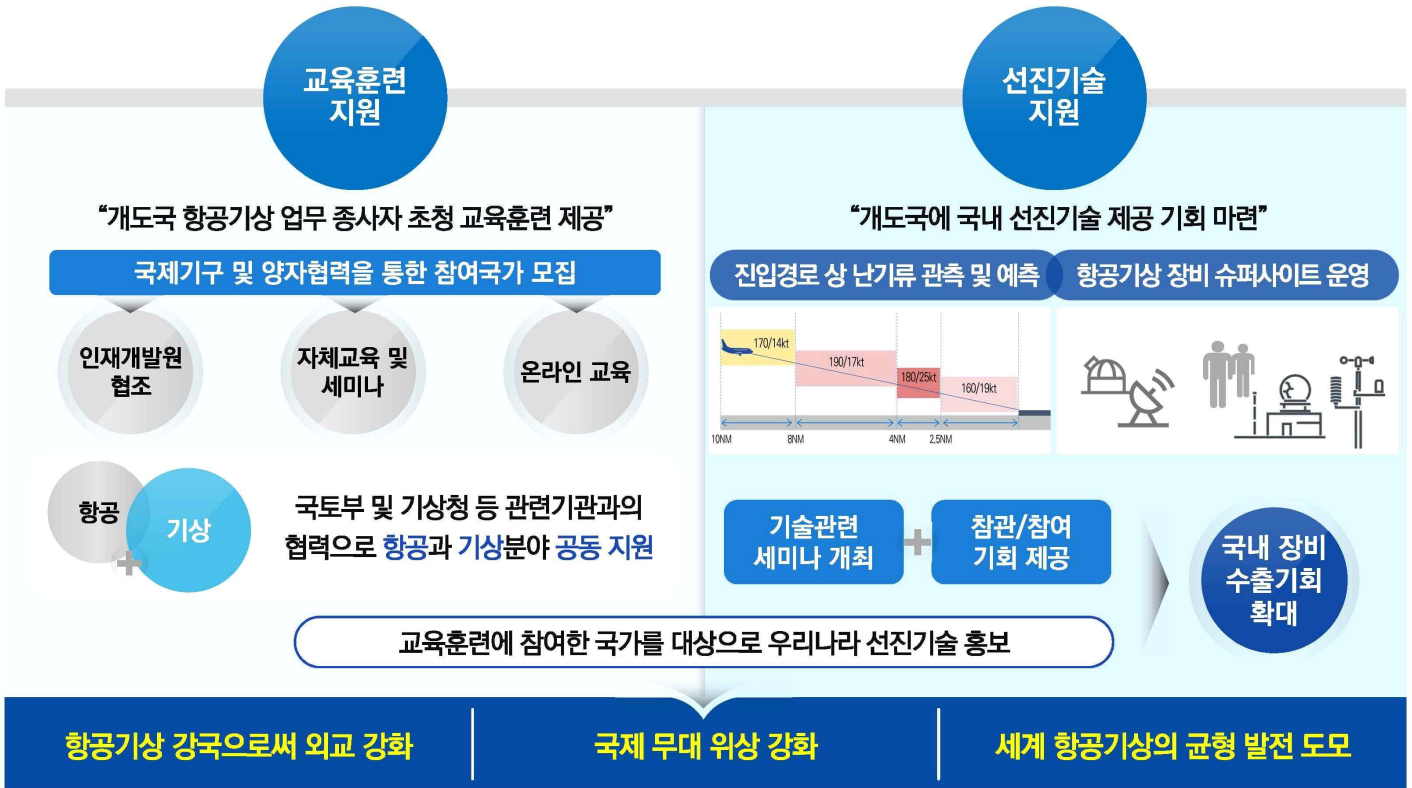 교육훈련
지원
선진기술
지원
“개도국 항공기상 업무 종사자 초청 교육훈련 제공”
국제기구 및 양자협력을 통한 참여국가 모집
인재개발원
협조
자체교육 및
세미나
온라인 교육
항공
기상
국토부 및 기상청 등 관련기관과의
협력으로 항공과 기상분야 공동 지원
“개도국에 국내 선진기술 제공 기회 마련”
진입경로 상 난기류 관측 및 예측
항공기상 장비 슈퍼사이트 운영
170/14kt
190/17kt
180/25kt
160/19kt
10NM
8NM
4NM
2.5NM
기술관련
세미나 개최
+
참관/참여
기회 제공
국내 장비
수출기회
확대
교육훈련에 참여한 국가를 대상으로 우리나라 선진기술 홍보
항공기상 강국으로써 외교 강화
국제 무대 위상 강화
세계 항공기상의 균형 발전 도모